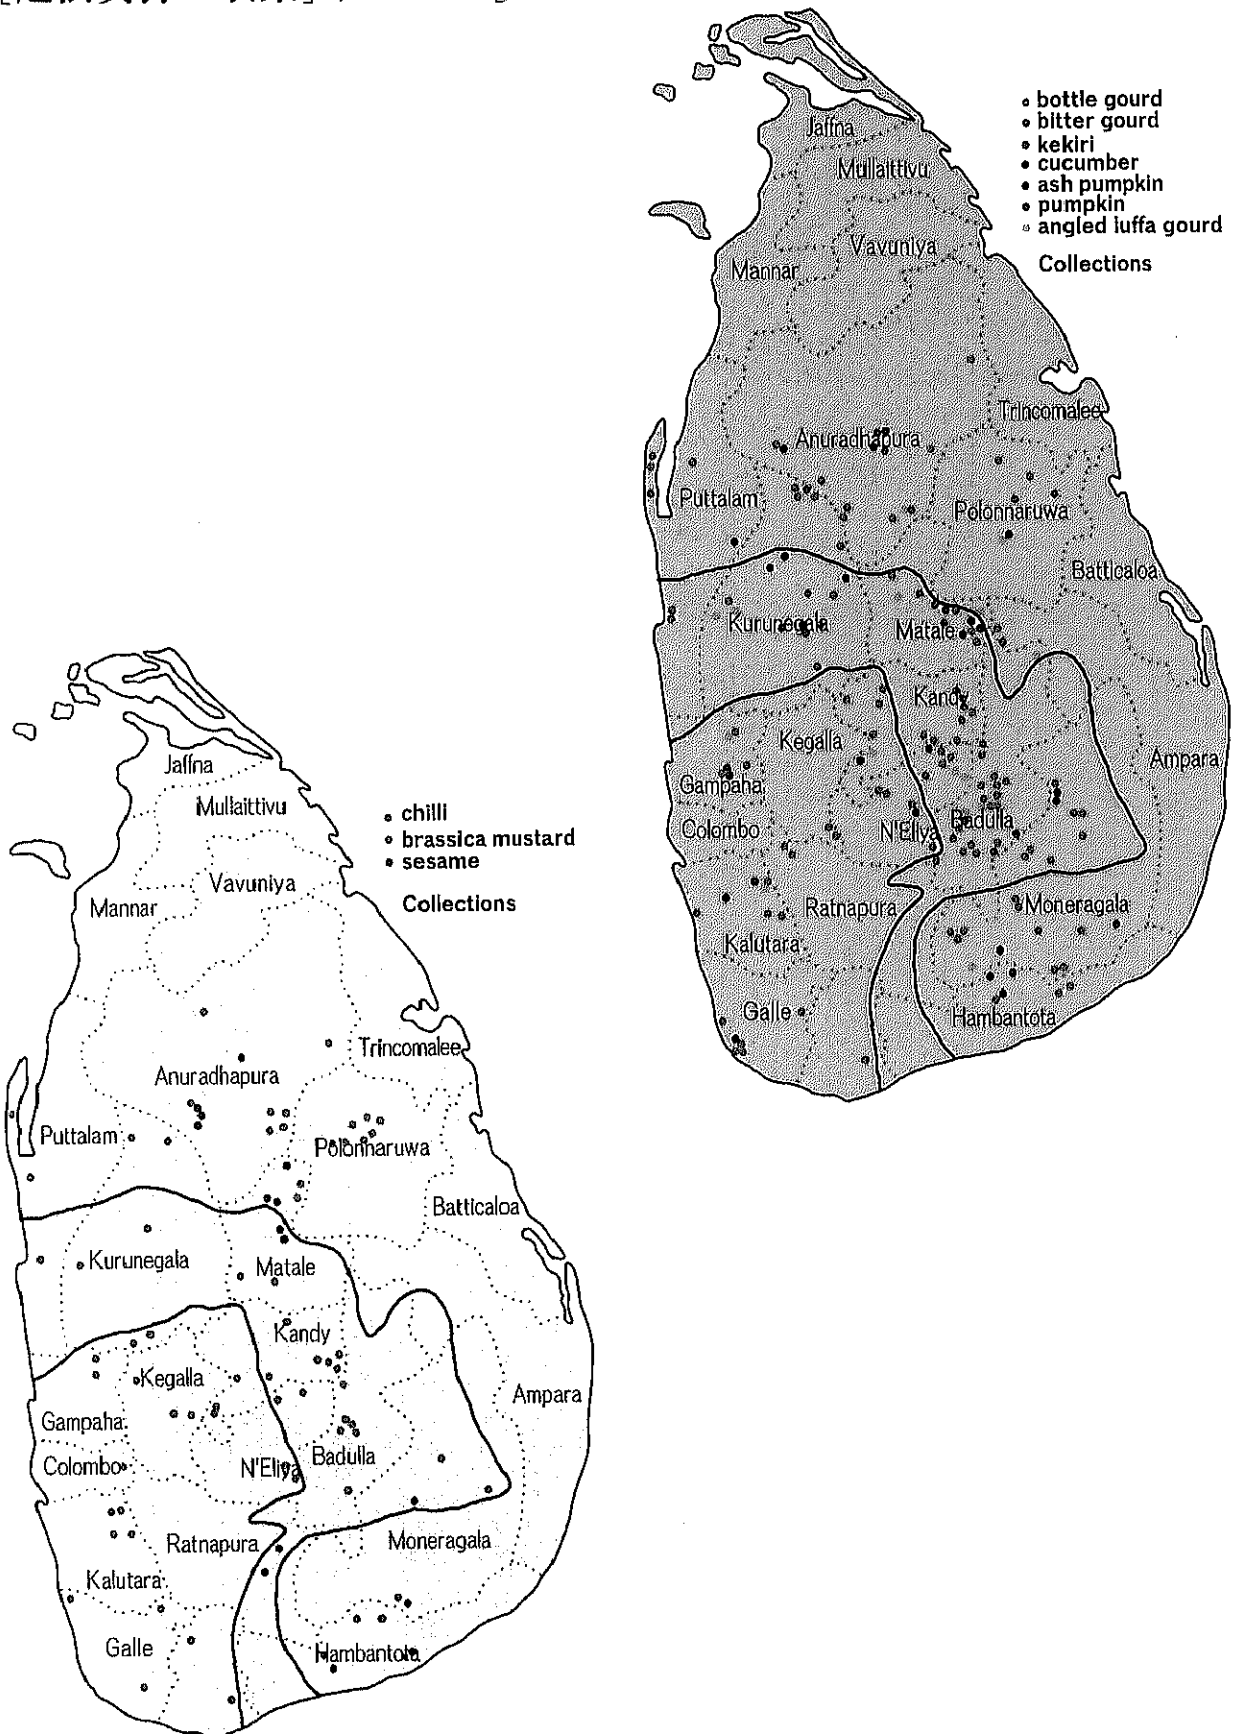 bottle gourd
bitter gourd
kekiri
cucumber
ash pumpkin
pumpkin
angled luffa gourd
Collections
Jaffna
Mullaittivu
Vavuniya
Mannar
Trincomalee
Anuradhapura
Puttalam
Polonnaruwa
Batticaloa
Kurunegala
Matale
Kandy
Kegalla
Ampara
Gampaha
Colombo
N'Eliya
Badulla
Ratnapura
Moneragala
Kalutara
Galle
Hambantota
chilli
brassica mustard
sesame
Collections
Jaffna
Mullaittivu
Vavuniya
Mannar
Trincomalee
Anuradhapura
Puttalam
Polonnaruwa
Batticaloa
Kurunegala
Matale
Kandy
Kegalla
Ampara
Gampaha
Colombo
N'Eliya
Badulla
Ratnapura
Moneragala
Kalutara
Galle
Hambantota